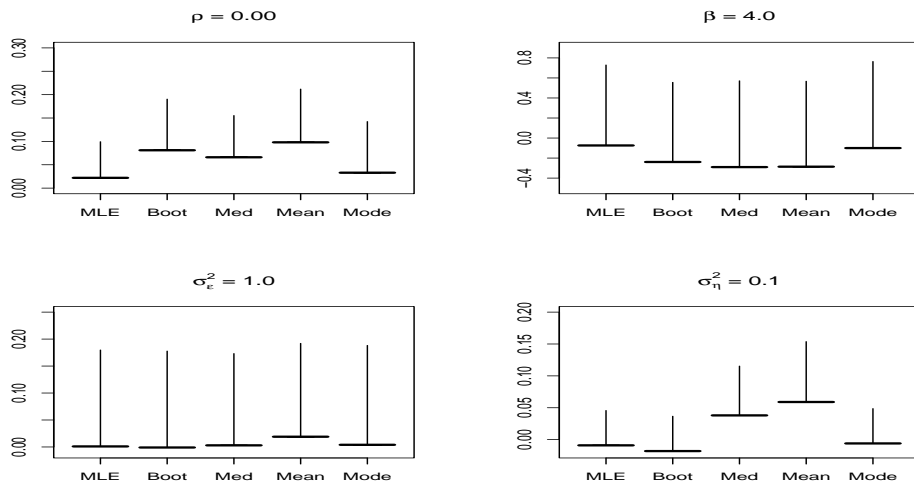 ρ = 0.00
0.00 0.10 0.20 0.30
MLE Boot Med Mean Mode
β = 4.0
−0.4 0.0 0.4 0.8
MLE Boot Med Mean Mode
σ²ε = 1.0
0.00 0.10 0.20
MLE Boot Med Mean Mode
σ²η = 0.1
0.00 0.05 0.10 0.15 0.20
MLE Boot Med Mean Mode